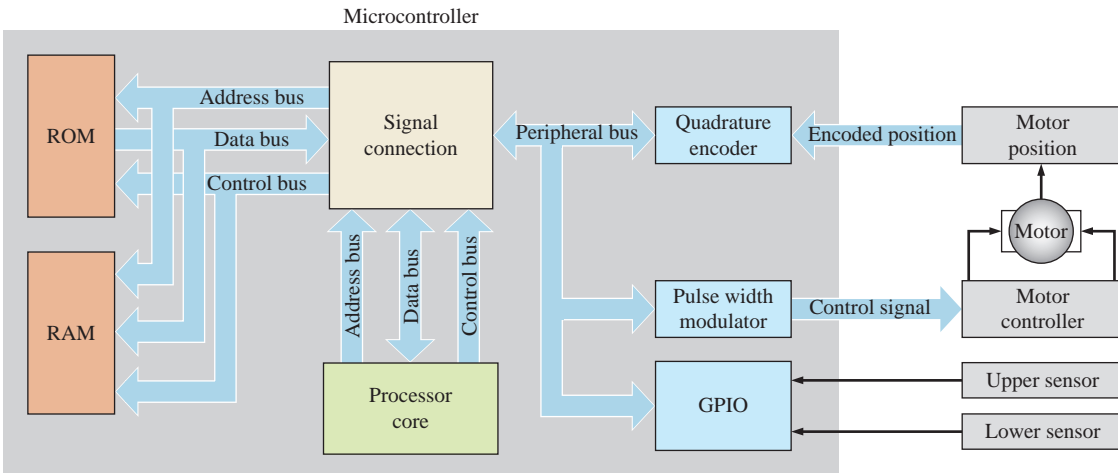 Microcontroller
ROM
Address bus
Data bus
Control bus
Signal
connection
Peripheral bus
Quadrature
encoder
Encoded position
Motor
position
Motor
RAM
Address bus
Data bus
Control bus
Processor
core
Pulse width
modulator
Control signal
Motor
controller
GPIO
Upper sensor
Lower sensor